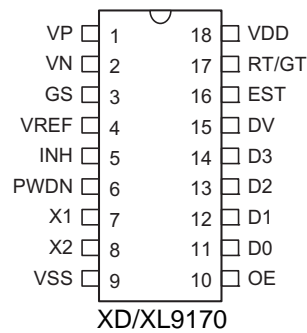 VP 1 18 VDD
VN 2 17 RT/GT
GS 3 16 EST
VREF 4 15 DV
INH 5 14 D3
PWDN 6 13 D2
X1 7 12 D1
X2 8 11 D0
VSS 9 10 OE
XD/XL9170